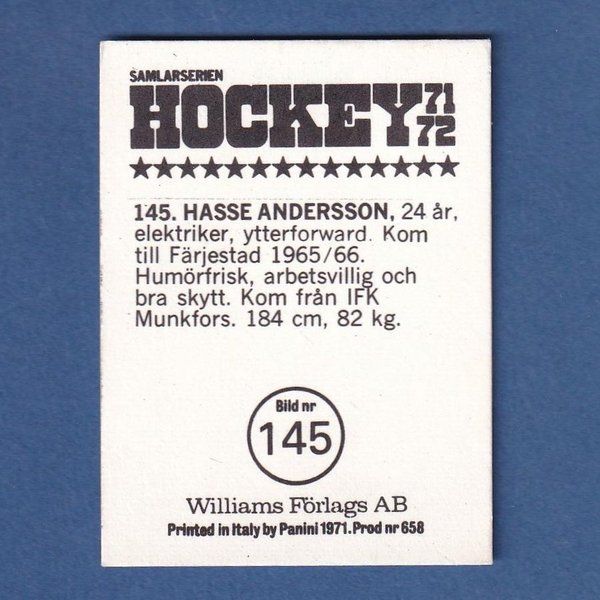 SAMLARSERIEN
HOCKEY 71
72
145. HASSE ANDERSSON, 24 år,
elektriker, ytterforward. Kom
till Färjestad 1965/66.
Humörfrisk, arbetsvillig och
bra skytt. Kom från IFK
Munkfors. 184 cm, 82 kg.
Bild nr
145
Williams Förlags AB
Printed in Italy by Panini 1971. Prod nr 658